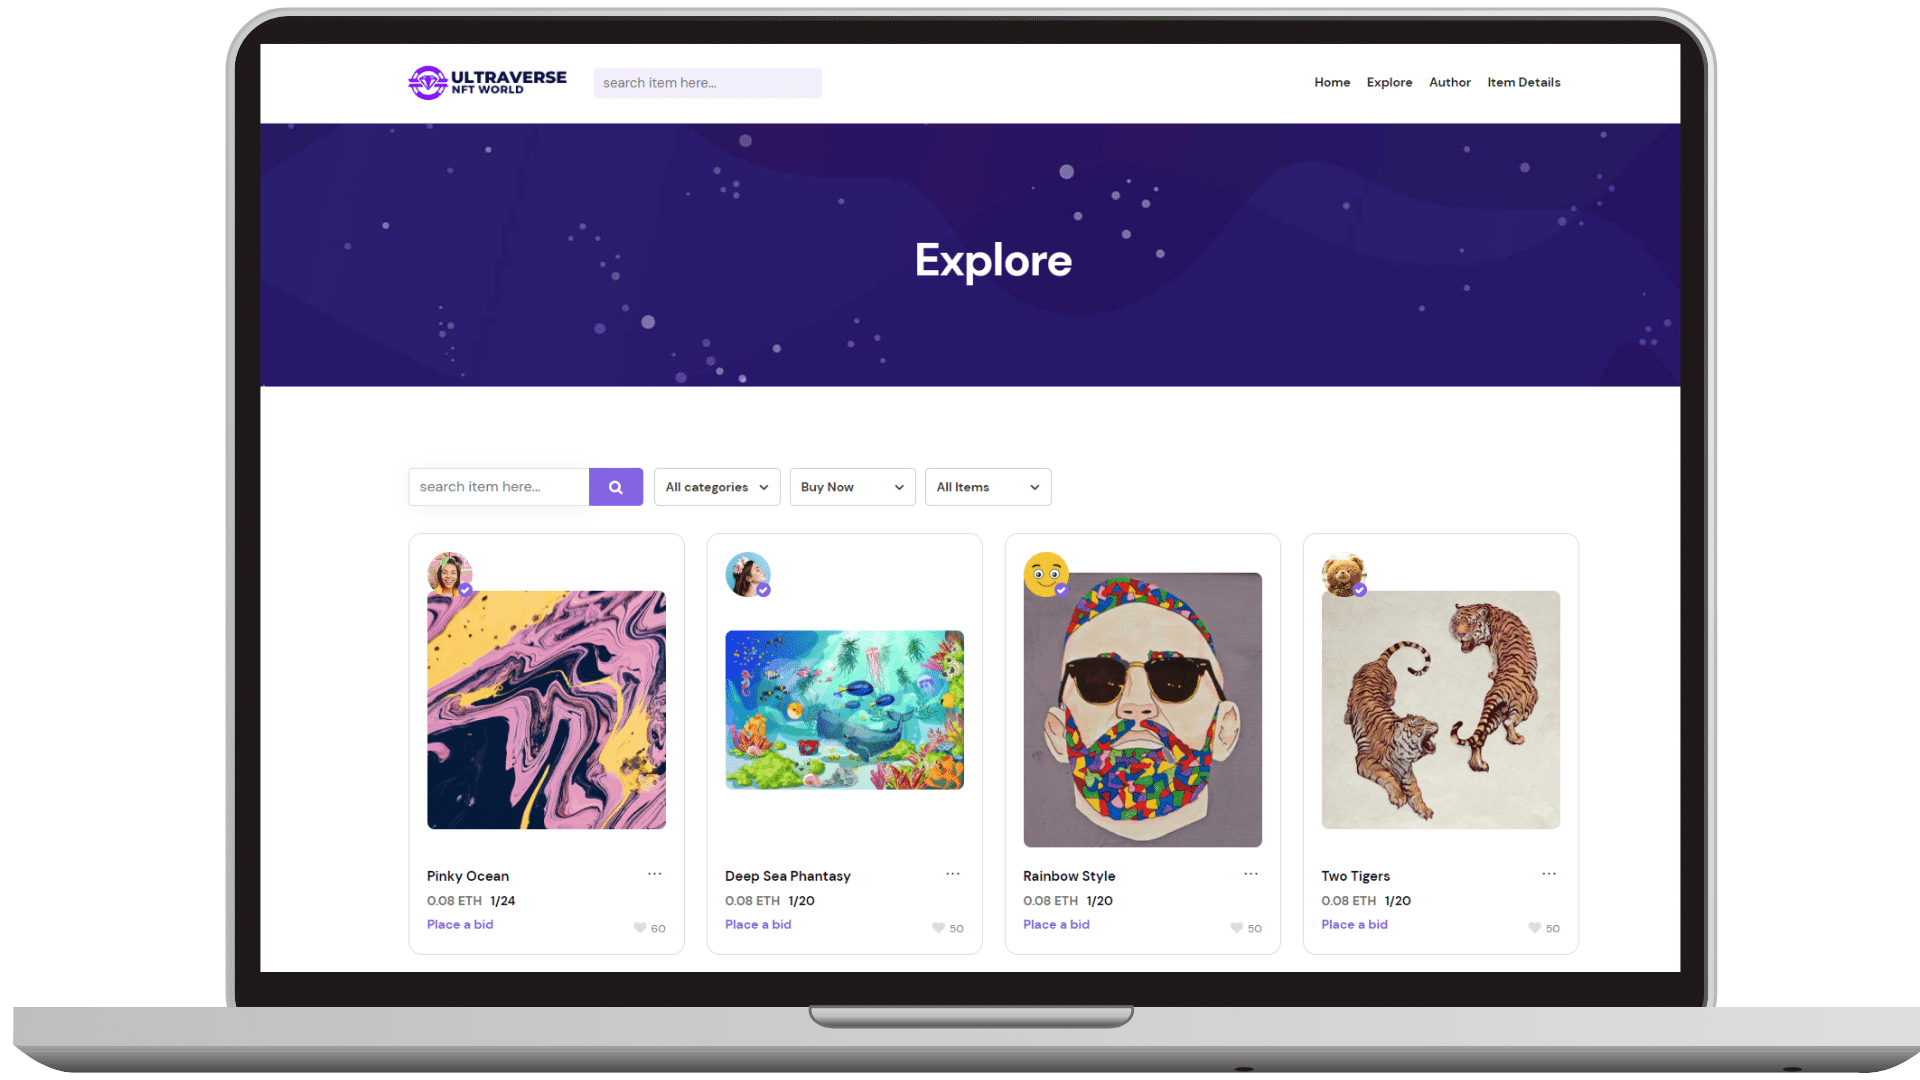 ULTRAVERSE
NFT WORLD
search item here...
Home Explore Author Item Details
Explore
search item here...
All categories
Buy Now
All Items
Pinky Ocean
0.08 ETH 1/24
Place a bid
60
Deep Sea Phantasy
0.08 ETH 1/20
Place a bid
50
Rainbow Style
0.08 ETH 1/20
Place a bid
50
Two Tigers
0.08 ETH 1/20
Place a bid
50